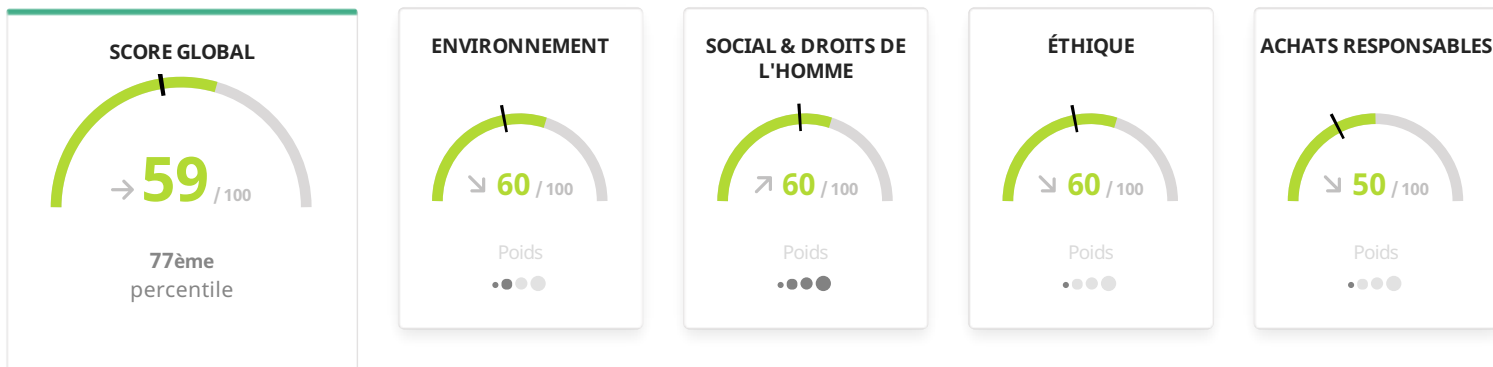 SCORE GLOBAL
59 / 100
77ème
percentile
ENVIRONNEMENT
60 / 100
Poids
SOCIAL & DROITS DE
L'HOMME
60 / 100
Poids
ÉTHIQUE
60 / 100
Poids
ACHATS RESPONSABLES
50 / 100
Poids